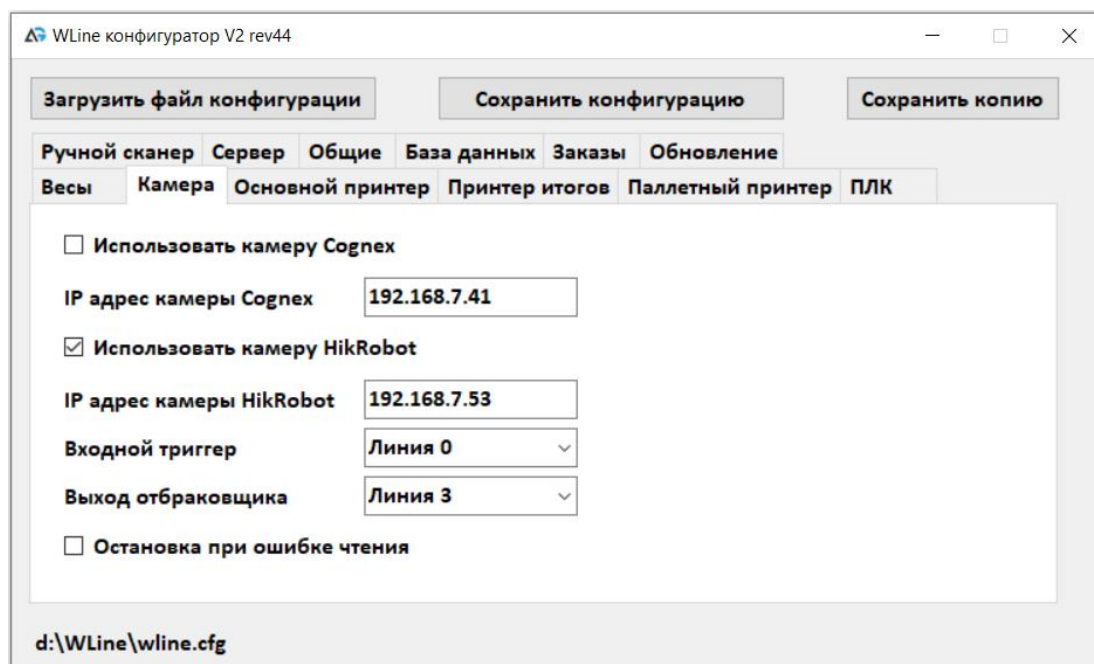 WLine конфигуратор V2 rev44
Загрузить файл конфигурации Сохранить конфигурацию Сохранить копию
Ручной сканер Сервер Общие База данных Заказы Обновление
Весы Камера Основной принтер Принтер итогов Паллетный принтер ПЛК
Использовать камеру Cognex
IP адрес камеры Cognex 192.168.7.41
Использовать камеру HikRobot
IP адрес камеры HikRobot 192.168.7.53
Входной триггер Линия 0
Выход отбраковщика Линия 3
Остановка при ошибке чтения
d:\WLine\wline.cfg